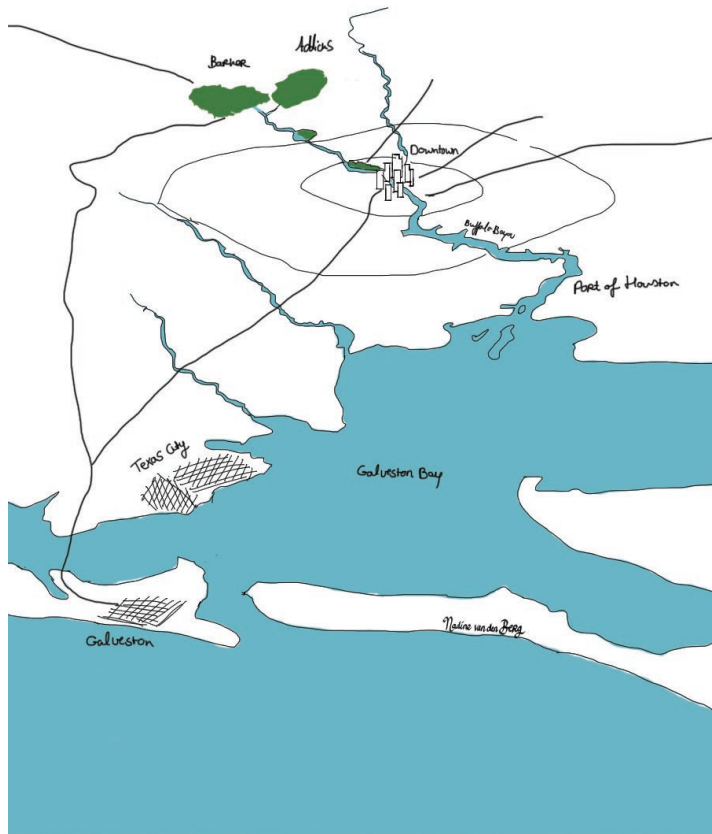 Addicks
Barker
Downtown
Buffalo Bayou
Port of Houston
Texas City
Galveston Bay
Nadine van den Berg
Galveston